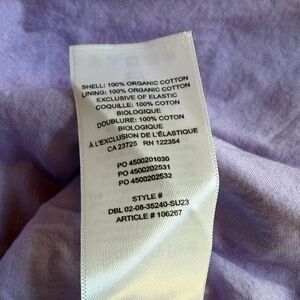 SHELL: 100% ORGANIC COTTON
LINING: 100% ORGANIC COTTON
EXCLUSIVE OF ELASTIC
COQUILLE: 100% COTON
BIOLOGIQUE
DOUBLURE: 100% COTON
BIOLOGIQUE
À L'EXCLUSION DE L'ÉLASTIQUE
CA 23725 RN 122354
PO 4500201030
PO 4500202531
PO 4500202532
STYLE #
DBL 02-08-35240-SU23
ARTICLE # 106267